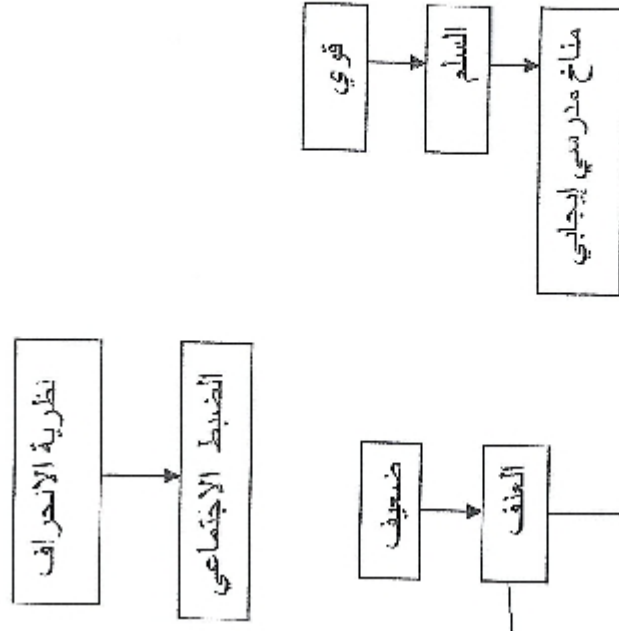 نظرية الانحراف
الضبط الاجتماعي
قوي
السلم
مناخ مدرسي إيجابي
ضعيف
العنف